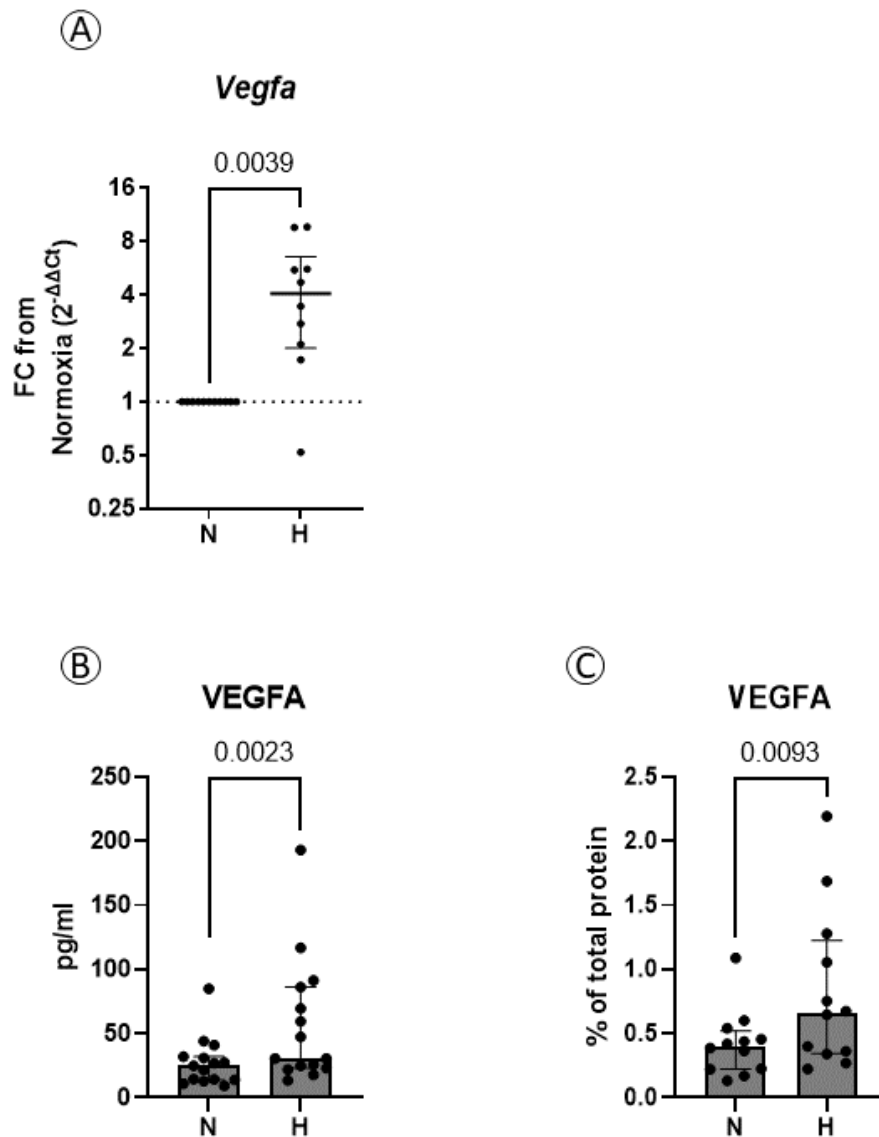 A
Vegfa
0.0039
FC from
Normoxia (2^-ΔΔCt)
16
8
4
2
1
0.5
0.25
N H
B
VEGFA
0.0023
pg/ml
250
200
150
100
50
0
N H
C
VEGFA
0.0093
% of total protein
2.5
2.0
1.5
1.0
0.5
0.0
N H